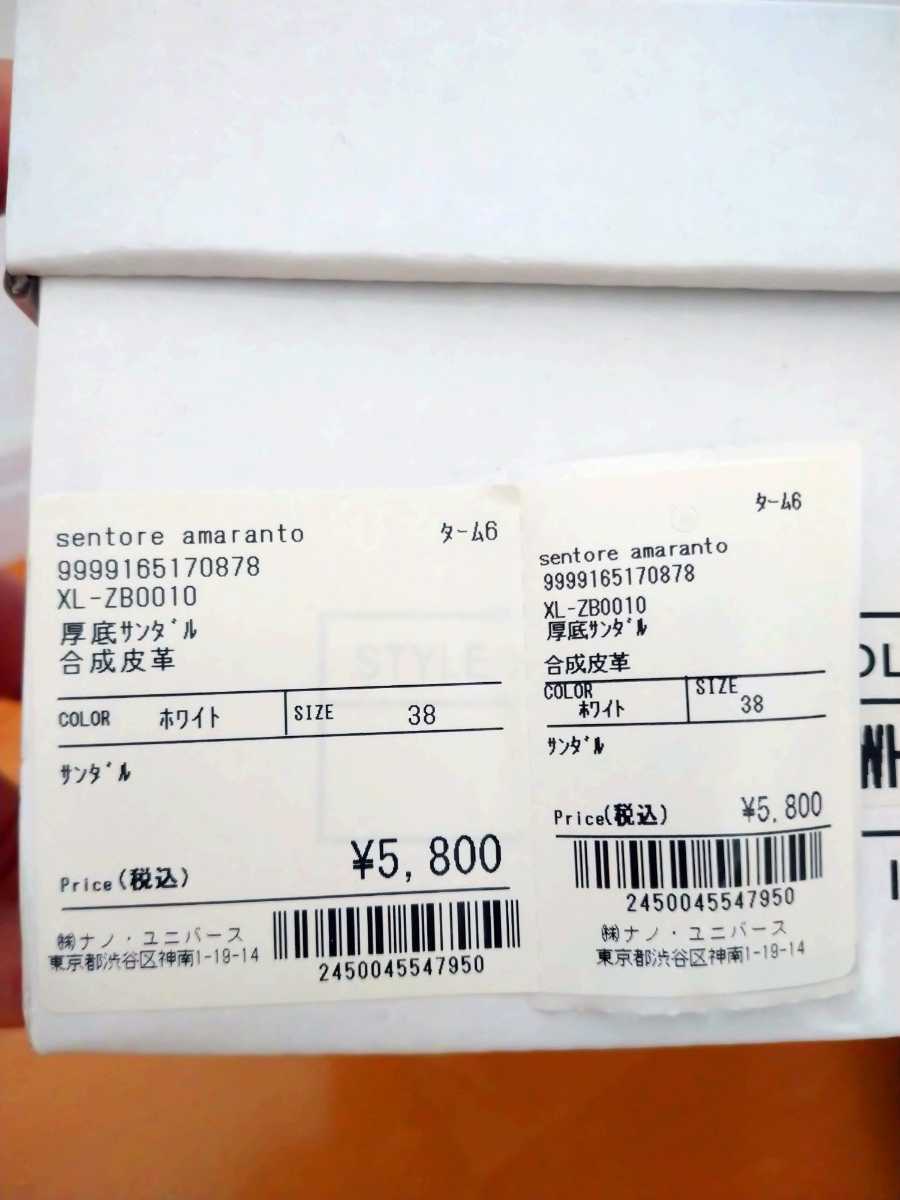 sentore amaranto ﾀｰﾑ6
9999165170878
XL-ZB0010
厚底ｻﾝﾀﾞﾙ
合成皮革
COLOR ホワイト SIZE 38
ｻﾝﾀﾞﾙ
Price(税込) ¥5,800
㈱ナノ・ユニバース
東京都渋谷区神南1-19-14
2450045547950
ﾀｰﾑ6
sentore amaranto
9999165170878
XL-ZB0010
厚底ｻﾝﾀﾞﾙ
合成皮革
COLOR ホワイト SIZE 38
ｻﾝﾀﾞﾙ
Price(税込) ¥5,800
2450045547950
㈱ナノ・ユニバース
東京都渋谷区神南1-19-14
STYLE